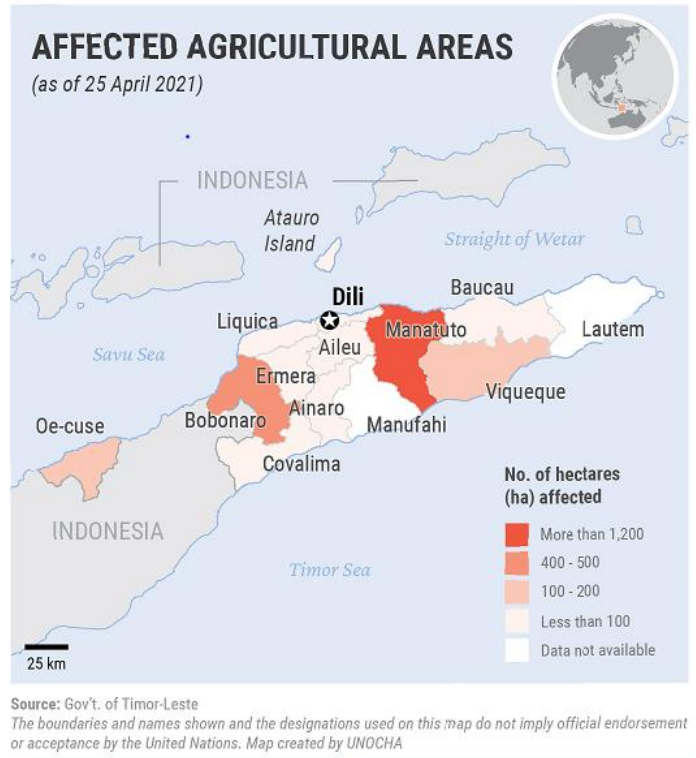 AFFECTED AGRICULTURAL AREAS
(as of 25 April 2021)
INDONESIA
Atauro
Island
Straight of Wetar
Dili
Baucau
Liquica
Manatuto
Lautem
Aileu
Savu Sea
Ermera
Viqueque
Ainaro
Oe-cuse
Bobonaro
Manufahi
Covalima
No. of hectares
(ha) affected
INDONESIA
More than 1,200
400 - 500
Timor Sea
100 - 200
Less than 100
Data not available
25 km
Source: Gov't. of Timor-Leste
The boundaries and names shown and the designations used on this map do not imply official endorsement
or acceptance by the United Nations. Map created by UNOCHA